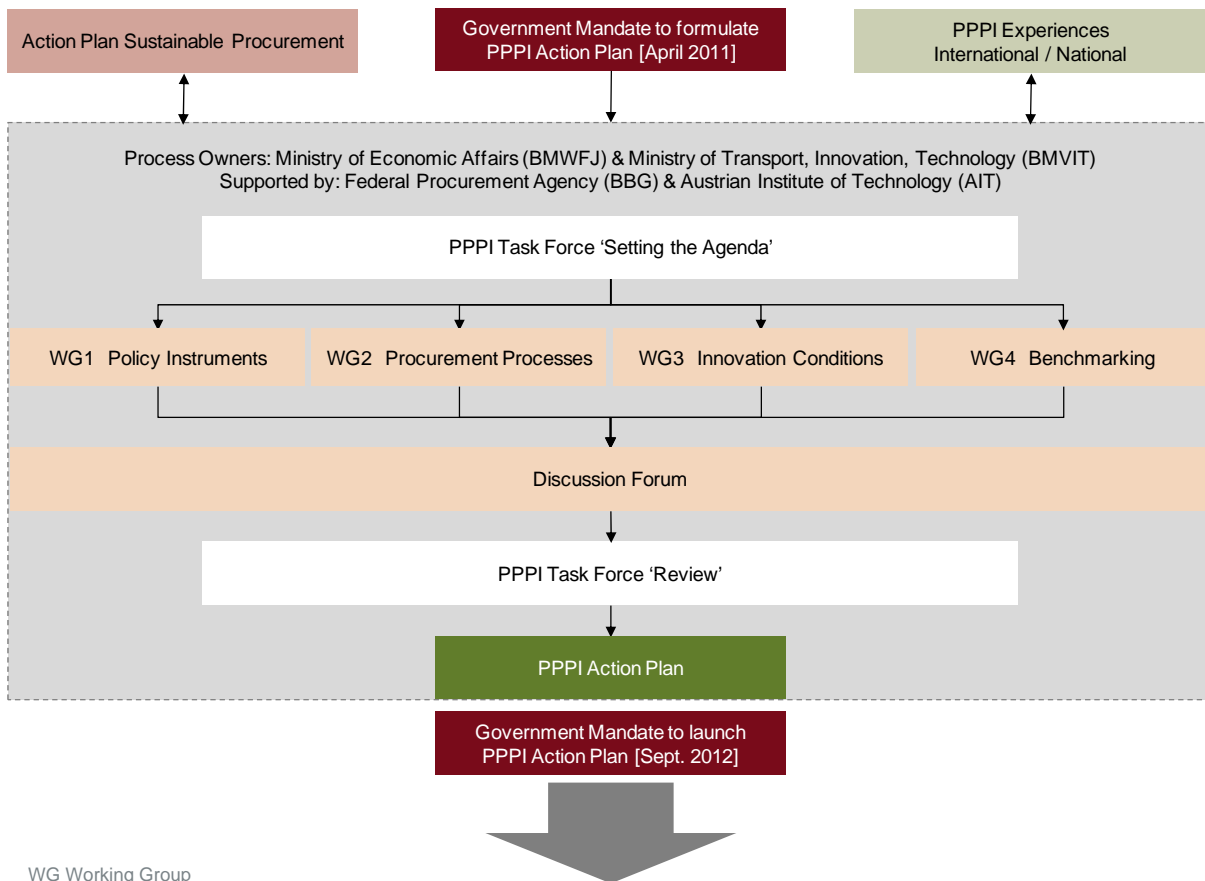 Action Plan Sustainable Procurement
Government Mandate to formulate
PPPI Action Plan [April 2011]
PPPI Experiences
International / National
Process Owners: Ministry of Economic Affairs (BMWFJ) & Ministry of Transport, Innovation, Technology (BMVIT)
Supported by: Federal Procurement Agency (BBG) & Austrian Institute of Technology (AIT)
PPPI Task Force ‘Setting the Agenda’
WG1 Policy Instruments
WG2 Procurement Processes
WG3 Innovation Conditions
WG4 Benchmarking
Discussion Forum
PPPI Task Force ‘Review’
PPPI Action Plan
Government Mandate to launch
PPPI Action Plan [Sept. 2012]
WG Working Group